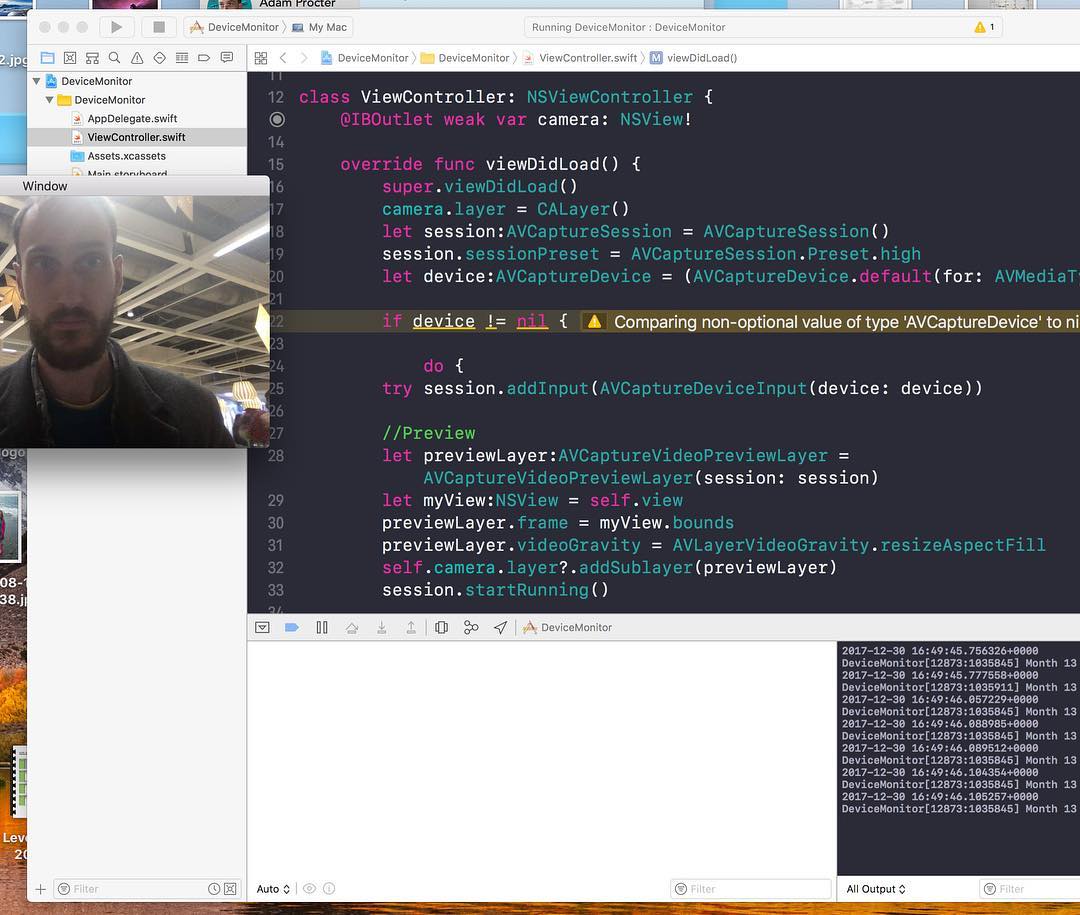 Adam Procter
DeviceMonitor
My Mac
Running DeviceMonitor : DeviceMonitor
1
2.jpg
DeviceMonitor
DeviceMonitor
ViewController.swift
viewDidLoad()
DeviceMonitor
DeviceMonitor
AppDelegate.swift
ViewController.swift
Assets.xcassets
Main.storyboard
Window
11
12 class ViewController: NSViewController {
@IBOutlet weak var camera: NSView!
14
15 override func viewDidLoad() {
16 super.viewDidLoad()
17 camera.layer = CALayer()
18 let session:AVCaptureSession = AVCaptureSession()
19 session.sessionPreset = AVCaptureSession.Preset.high
20 let device:AVCaptureDevice = (AVCaptureDevice.default(for: AVMediaTy
21
22 if device != nil { Comparing non-optional value of type 'AVCaptureDevice' to ni
23
24 do {
25 try session.addInput(AVCaptureDeviceInput(device: device))
26
27 //Preview
28 let previewLayer:AVCaptureVideoPreviewLayer =
AVCaptureVideoPreviewLayer(session: session)
29 let myView:NSView = self.view
30 previewLayer.frame = myView.bounds
31 previewLayer.videoGravity = AVLayerVideoGravity.resizeAspectFill
32 self.camera.layer?.addSublayer(previewLayer)
33 session.startRunning()
34
DeviceMonitor
2017-12-30 16:49:45.756326+0000
DeviceMonitor[12873:1035845] Month 13
2017-12-30 16:49:45.777558+0000
DeviceMonitor[12873:1035911] Month 13
2017-12-30 16:49:46.057229+0000
DeviceMonitor[12873:1035845] Month 13
2017-12-30 16:49:46.088985+0000
DeviceMonitor[12873:1035845] Month 13
2017-12-30 16:49:46.089512+0000
DeviceMonitor[12873:1035845] Month 13
2017-12-30 16:49:46.104354+0000
DeviceMonitor[12873:1035845] Month 13
2017-12-30 16:49:46.105257+0000
DeviceMonitor[12873:1035845] Month 13
ogo
08-1
38.jp
Leve
20
Filter
Auto
Filter
All Output
Filter